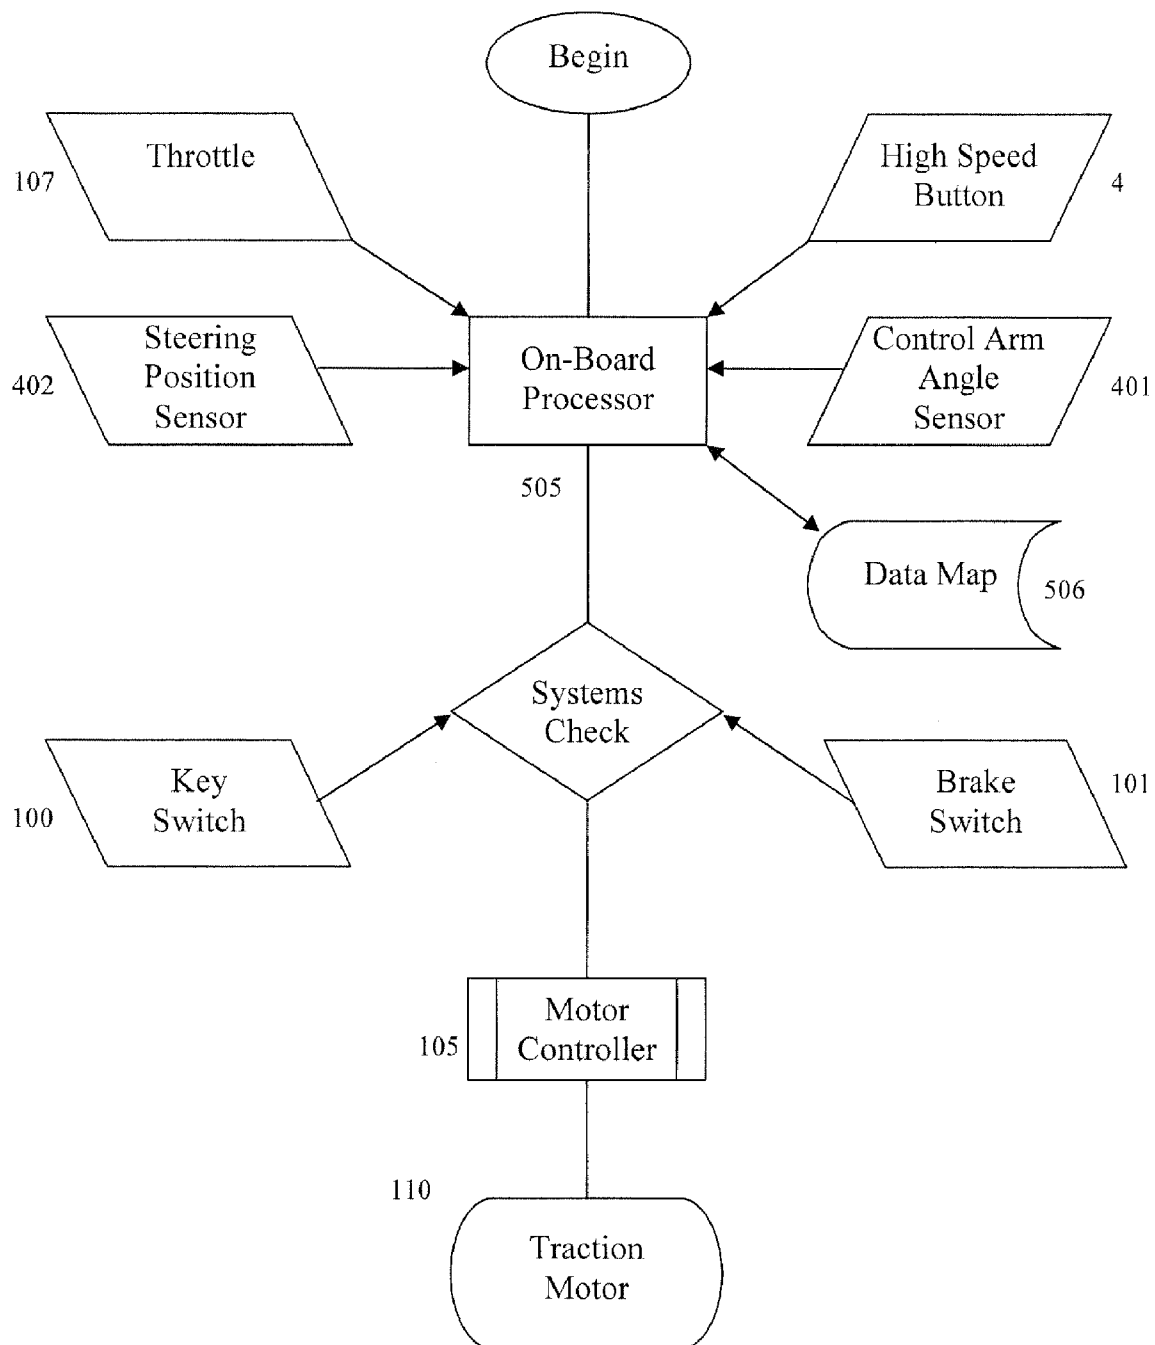 Begin
Throttle
107
High Speed
Button
4
Steering
Position
Sensor
402
On-Board
Processor
505
Control Arm
Angle
Sensor
401
Data Map
506
Systems
Check
Key
Switch
100
Brake
Switch
101
Motor
Controller
105
110
Traction
Motor